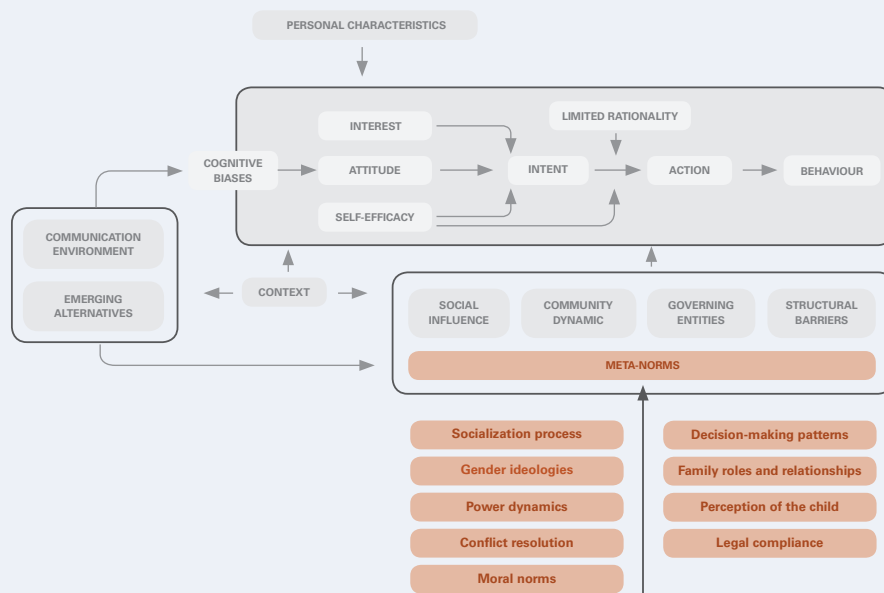 PERSONAL CHARACTERISTICS
INTEREST
LIMITED RATIONALITY
COGNITIVE
BIASES
ATTITUDE
INTENT
ACTION
BEHAVIOUR
SELF-EFFICACY
COMMUNICATION
ENVIRONMENT
EMERGING
ALTERNATIVES
CONTEXT
SOCIAL
INFLUENCE
COMMUNITY
DYNAMIC
GOVERNING
ENTITIES
STRUCTURAL
BARRIERS
META-NORMS
Socialization process
Gender ideologies
Power dynamics
Conflict resolution
Moral norms
Decision-making patterns
Family roles and relationships
Perception of the child
Legal compliance